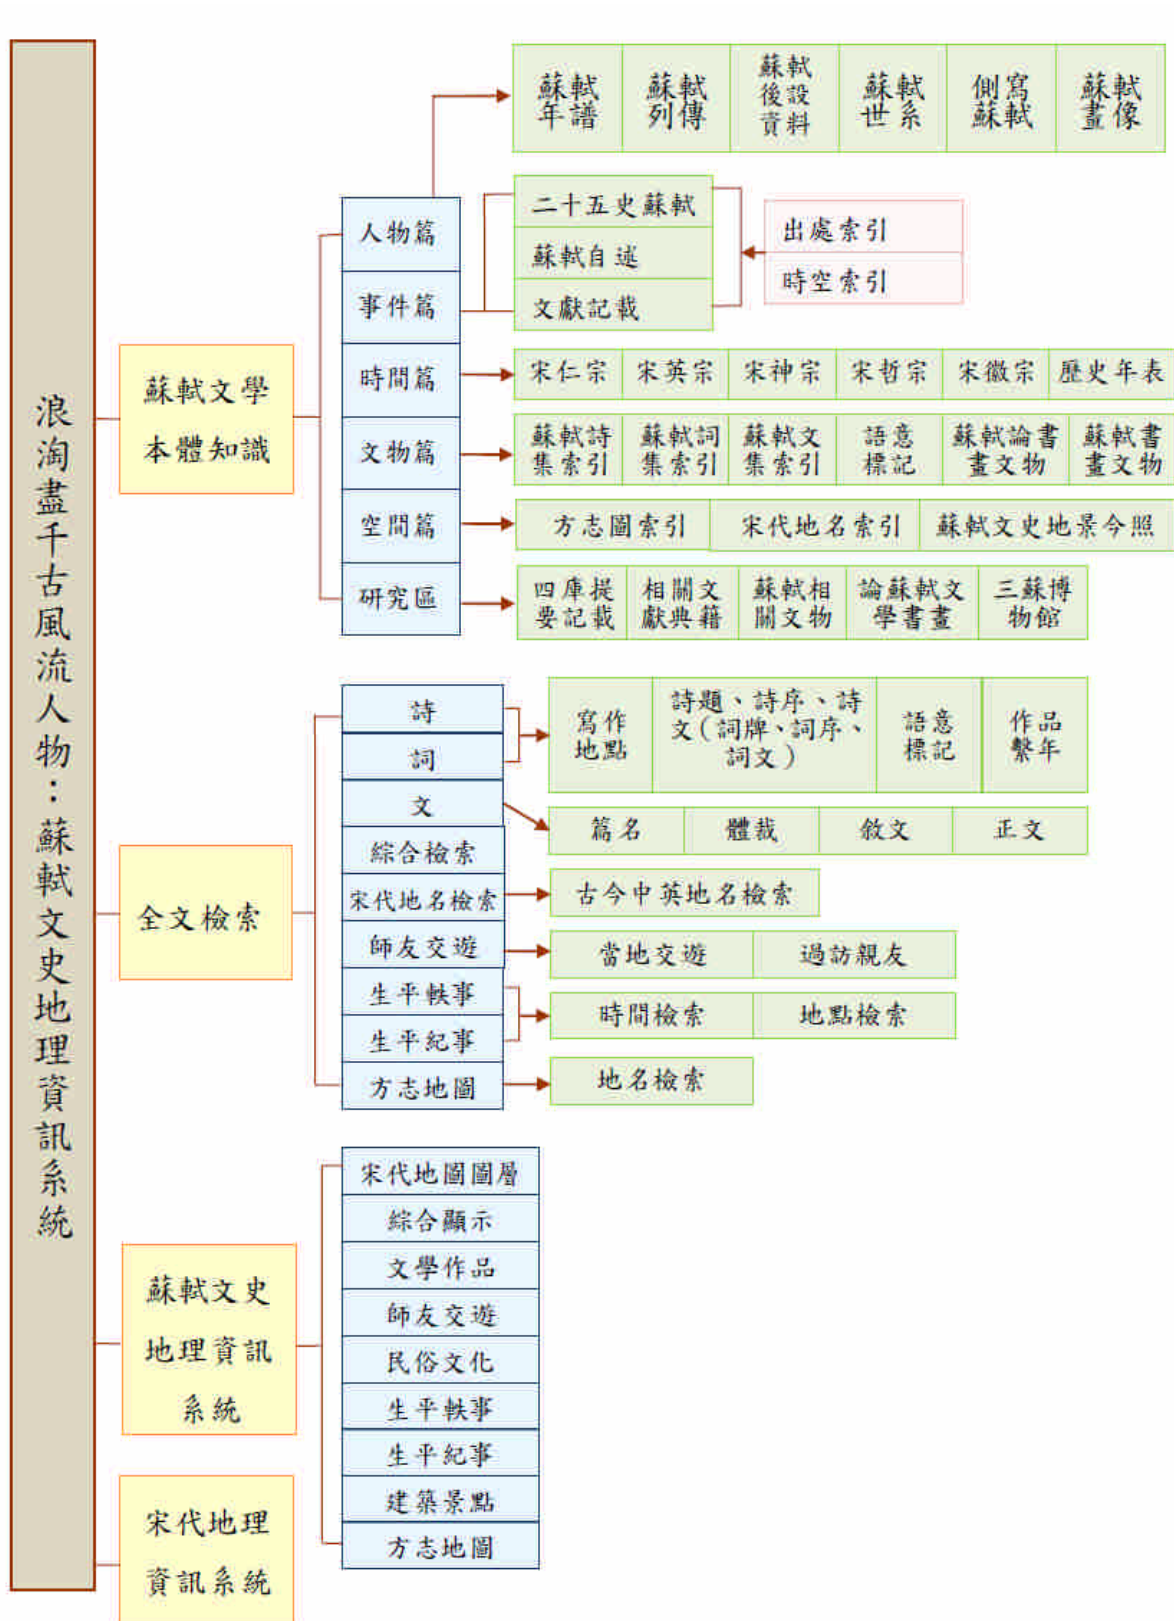 浪淘盡千古風流人物：蘇軾文史地理資訊系統
蘇軾文學
本體知識
人物篇
事件篇
時間篇
文物篇
空間篇
研究區
蘇軾
年譜
蘇軾
列傳
蘇軾
後設
資料
蘇軾
世系
側寫
蘇軾
蘇軾
畫像
二十五史蘇軾
蘇軾自述
文獻記載
出處索引
時空索引
宋仁宗
宋英宗
宋神宗
宋哲宗
宋徽宗
歷史年表
蘇軾詩
集索引
蘇軾詞
集索引
蘇軾文
集索引
語意
標記
蘇軾論書
畫文物
蘇軾書
畫文物
方志圖索引
宋代地名索引
蘇軾文史地景今照
四庫提
要記載
相關文
獻典籍
蘇軾相
關文物
論蘇軾文
學書畫
三蘇博
物館
全文檢索
詩
詞
文
綜合檢索
宋代地名檢索
師友交遊
生平軼事
生平紀事
方志地圖
寫作
地點
詩題、詩序、詩
文(詞牌、詞序、
詞文)
語意
標記
作品
繫年
篇名
體裁
敘文
正文
古今中英地名檢索
當地交遊
過訪親友
時間檢索
地點檢索
地名檢索
蘇軾文史
地理資訊
系統
宋代地圖圖層
綜合顯示
文學作品
師友交遊
民俗文化
生平軼事
生平紀事
建築景點
方志地圖
宋代地理
資訊系統